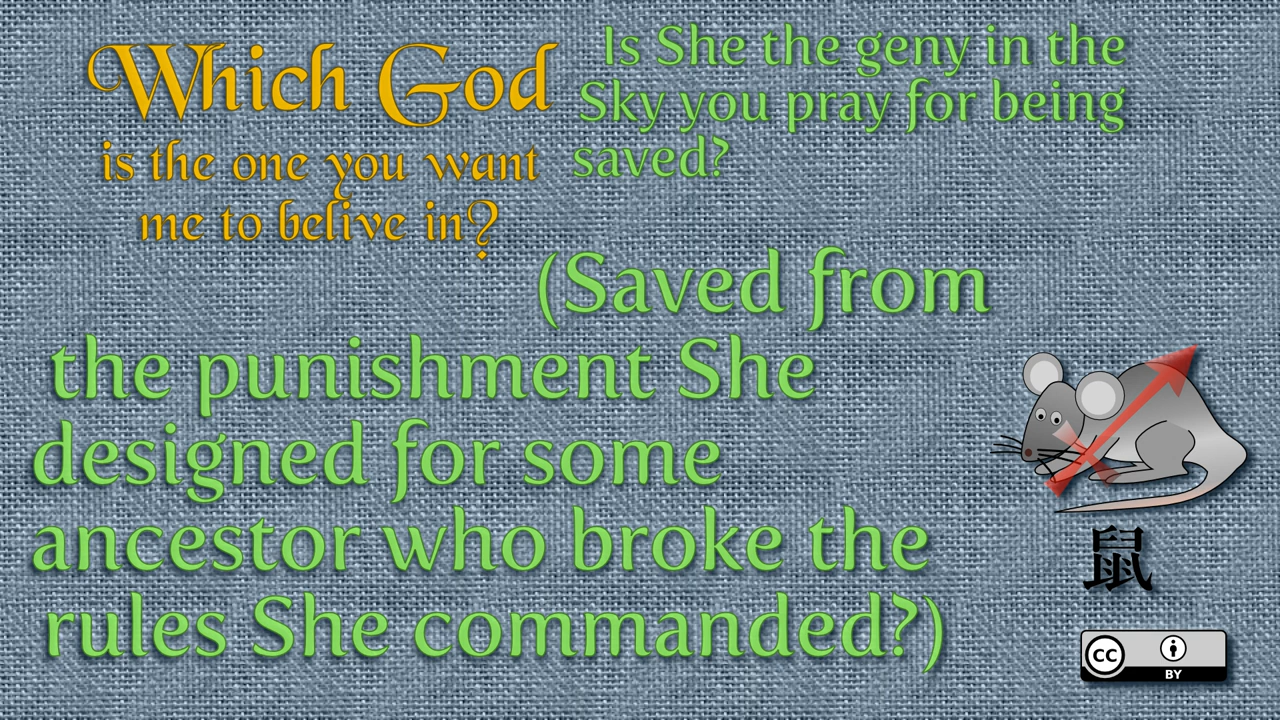 Which God
is the one you want
me to belive in?
Is She the geny in the
Sky you pray for being
saved?
(Saved from
the punishment She
designed for some
ancestor who broke the
rules She commanded?)
鼠
cc
BY